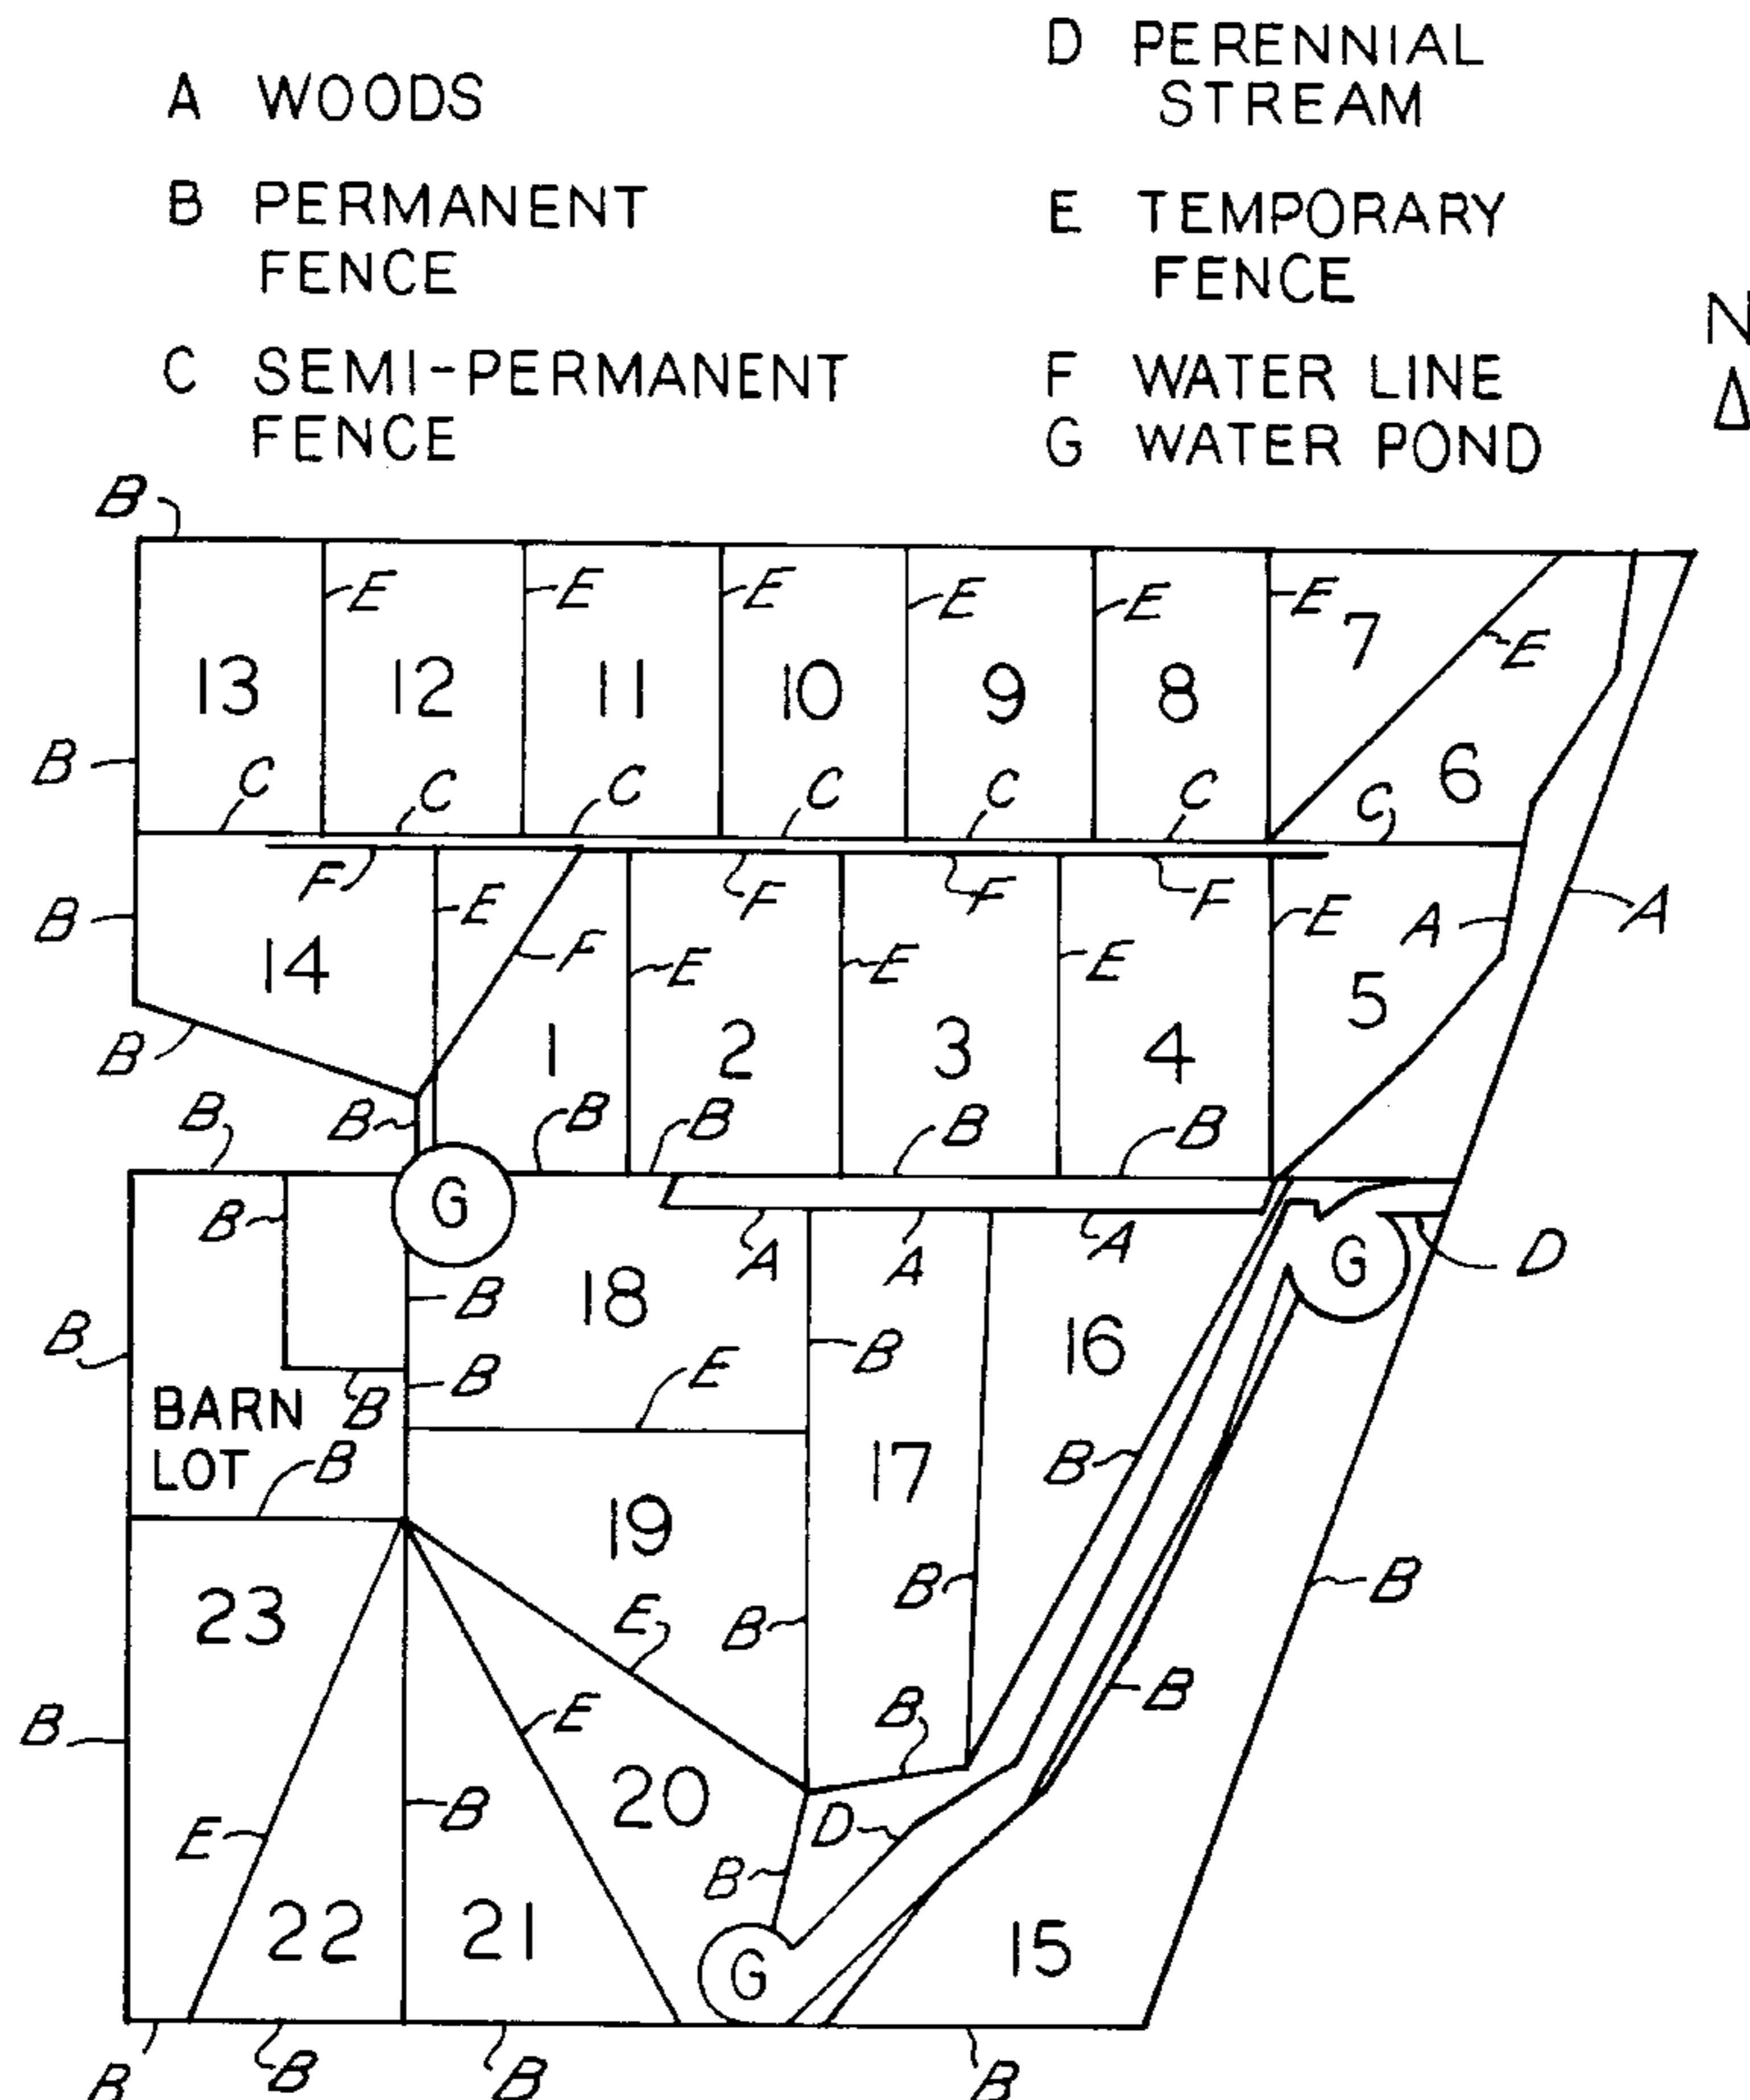 D PERENNIAL
STREAM
A WOODS
B PERMANENT
FENCE
E TEMPORARY
FENCE
N
C SEMI-PERMANENT
FENCE
F WATER LINE
G WATER POND
B
E E E E E E 7 E
13 12 11 10 9 8
B C C C C C C C 6
F F F F
B E E A A
14 F E E E 5
1 2 3 4
B B B B B B B
G
B A A A G D
B 18 B 16
B B B E B
BARN B
LOT B 17 B
19
23 E B B B
B E B B
20
E B D
B
22 21 G 15
B B B B